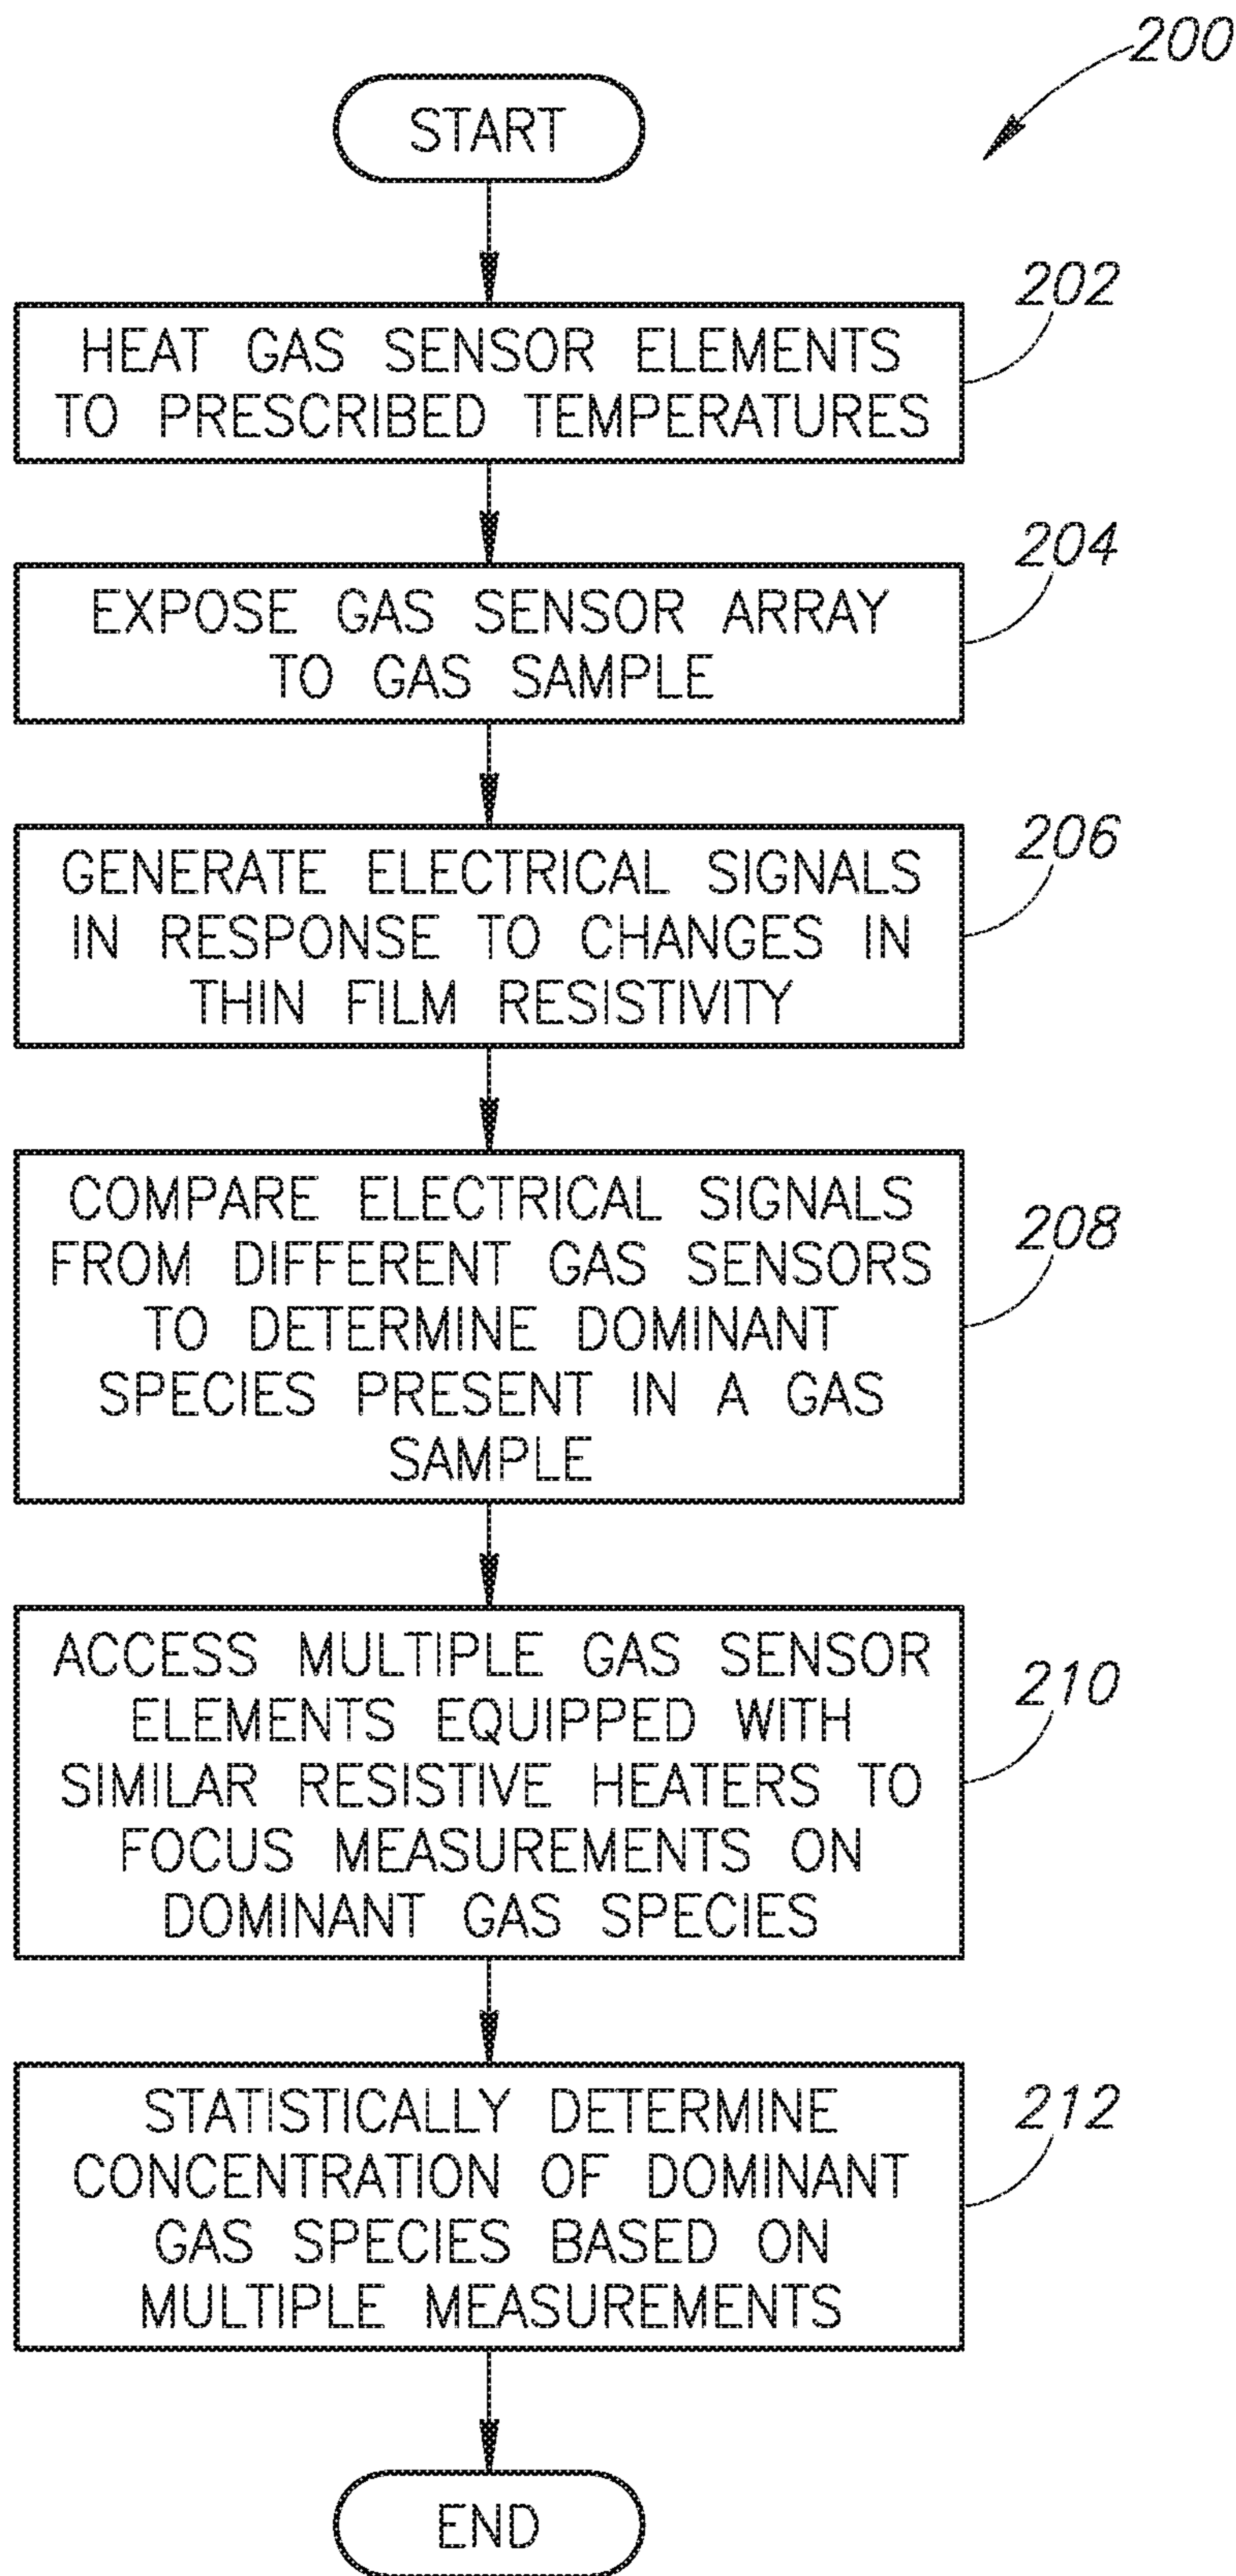 200
START
202
HEAT GAS SENSOR ELEMENTS
TO PRESCRIBED TEMPERATURES
204
EXPOSE GAS SENSOR ARRAY
TO GAS SAMPLE
206
GENERATE ELECTRICAL SIGNALS
IN RESPONSE TO CHANGES IN
THIN FILM RESISTIVITY
208
COMPARE ELECTRICAL SIGNALS
FROM DIFFERENT GAS SENSORS
TO DETERMINE DOMINANT
SPECIES PRESENT IN A GAS
SAMPLE
210
ACCESS MULTIPLE GAS SENSOR
ELEMENTS EQUIPPED WITH
SIMILAR RESISTIVE HEATERS TO
FOCUS MEASUREMENTS ON
DOMINANT GAS SPECIES
212
STATISTICALLY DETERMINE
CONCENTRATION OF DOMINANT
GAS SPECIES BASED ON
MULTIPLE MEASUREMENTS
END